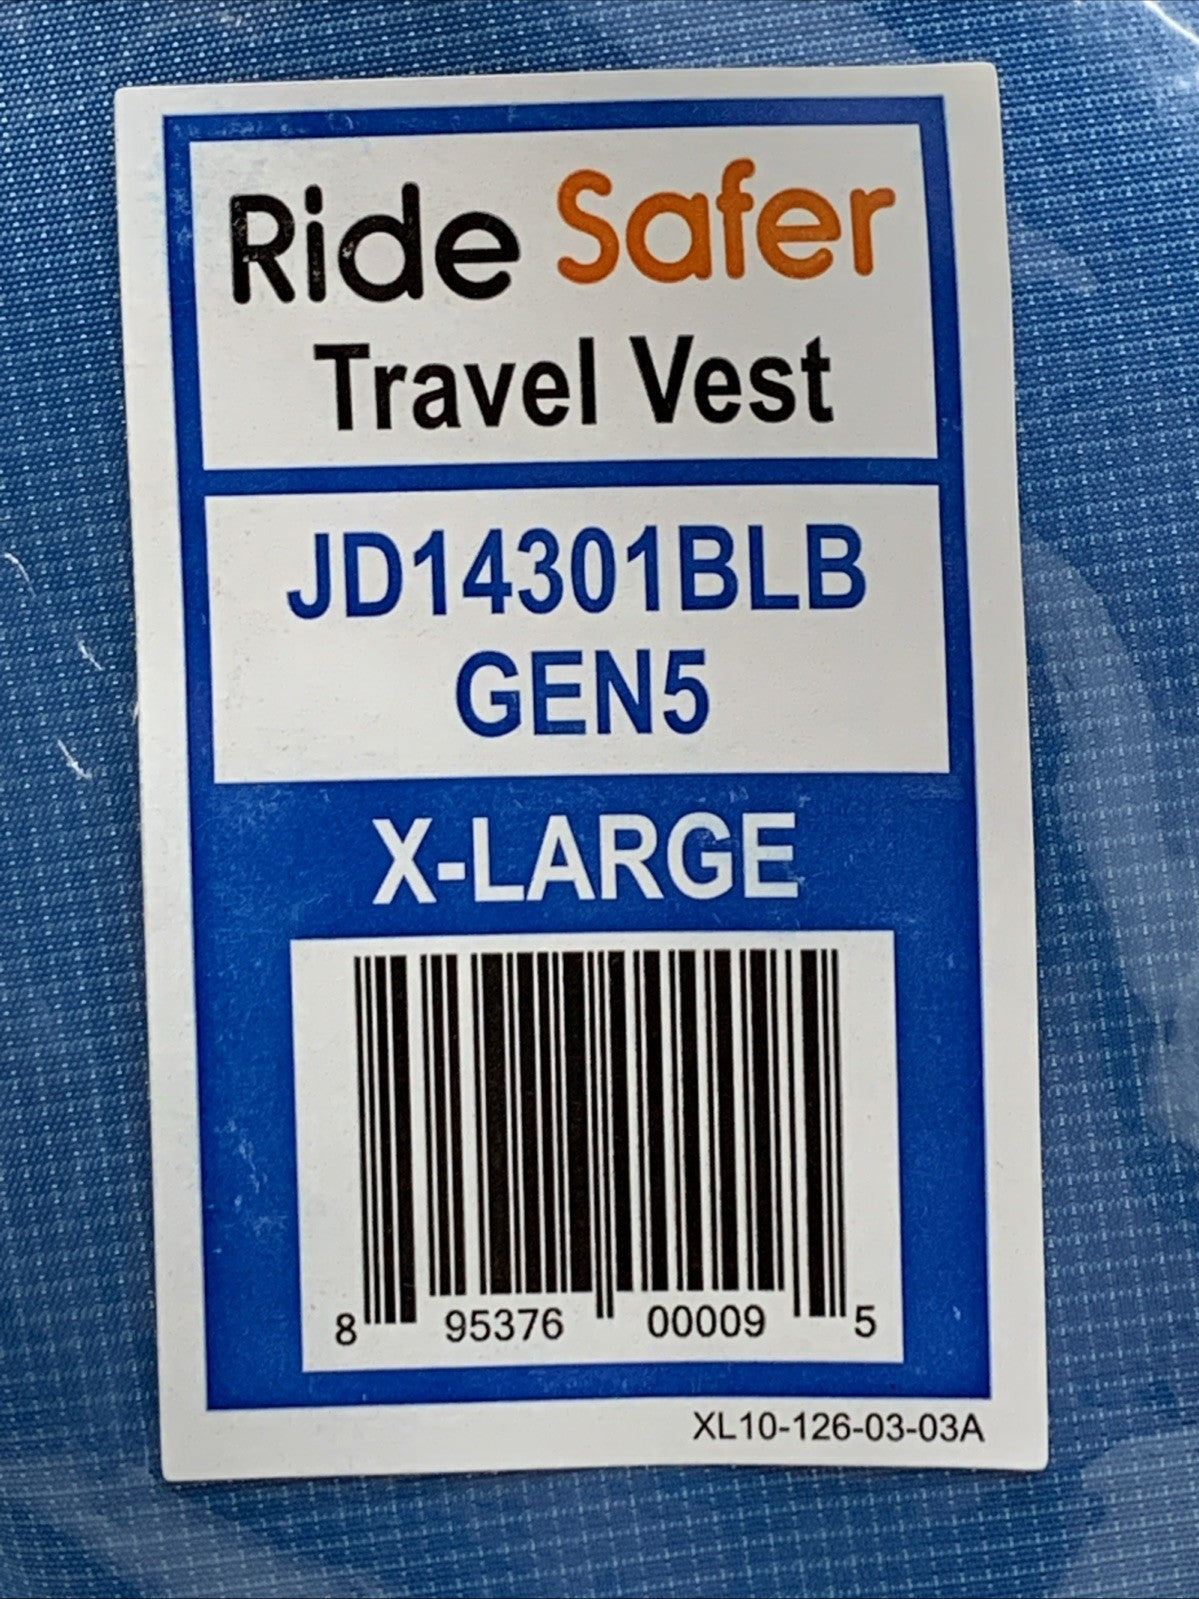 Ride Safer
Travel Vest
JD14301BLB
GEN5
X-LARGE
8 95376 00009 5
XL10-126-03-03A